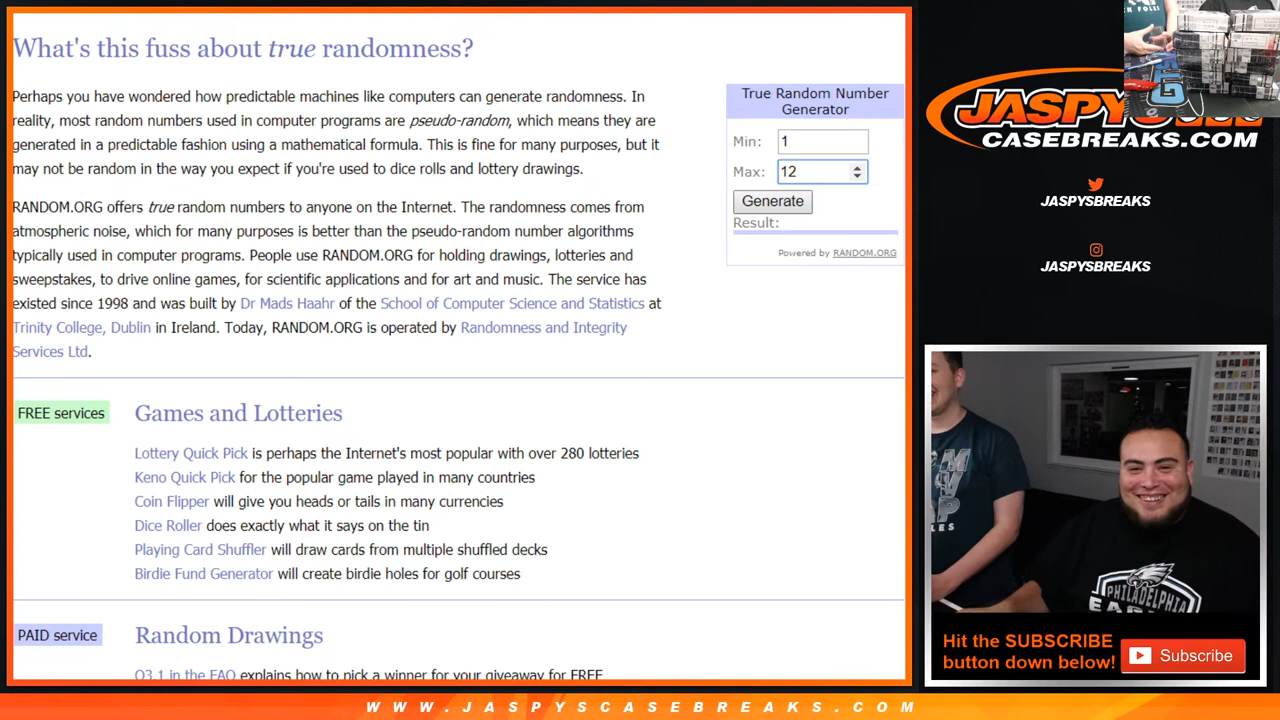 What's this fuss about true randomness?
Perhaps you have wondered how predictable machines like computers can generate randomness. In
reality, most random numbers used in computer programs are pseudo-random, which means they are
generated in a predictable fashion using a mathematical formula. This is fine for many purposes, but it
may not be random in the way you expect if you're used to dice rolls and lottery drawings.
RANDOM.ORG offers true random numbers to anyone on the Internet. The randomness comes from
atmospheric noise, which for many purposes is better than the pseudo-random number algorithms
typically used in computer programs. People use RANDOM.ORG for holding drawings, lotteries and
sweepstakes, to drive online games, for scientific applications and for art and music. The service has
existed since 1998 and was built by Dr Mads Haahr of the School of Computer Science and Statistics at
Trinity College, Dublin in Ireland. Today, RANDOM.ORG is operated by Randomness and Integrity
Services Ltd.
True Random Number
Generator
Min: 1
Max: 12
Generate
Result:
Powered by RANDOM.ORG
FREE services
Games and Lotteries
Lottery Quick Pick is perhaps the Internet's most popular with over 280 lotteries
Keno Quick Pick for the popular game played in many countries
Coin Flipper will give you heads or tails in many currencies
Dice Roller does exactly what it says on the tin
Playing Card Shuffler will draw cards from multiple shuffled decks
Birdie Fund Generator will create birdie holes for golf courses
PAID service
Random Drawings
Q3.1 in the FAQ explains how to pick a winner for your giveaway for FREE
CASEBREAKS.COM
JASPYSBREAKS
JASPYSBREAKS
PHILADELPHIA
Hit the SUBSCRIBE
button down below!
Subscribe
WWW.JASPYSCASEBREAKS.COM